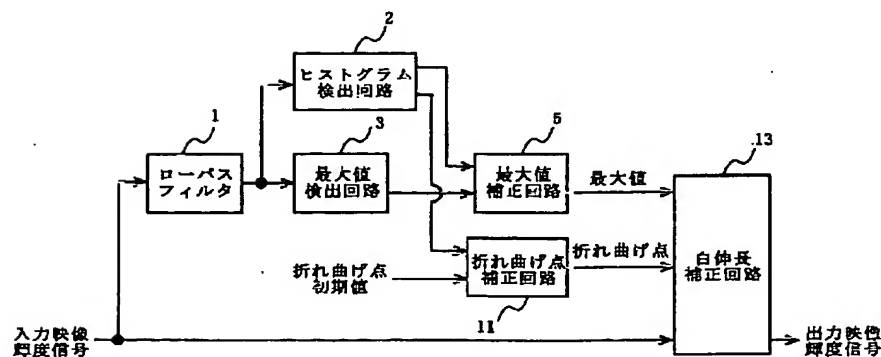 2
ヒストグラム
検出回路
1
3
5
13
ローパス
フィルタ
最大値
検出回路
最大値
補正回路
最大値
折れ曲げ点
初期値
折れ曲げ点
補正回路
折れ曲げ点
白伸長
補正回路
11
入力映像
輝度信号
出力映像
輝度信号